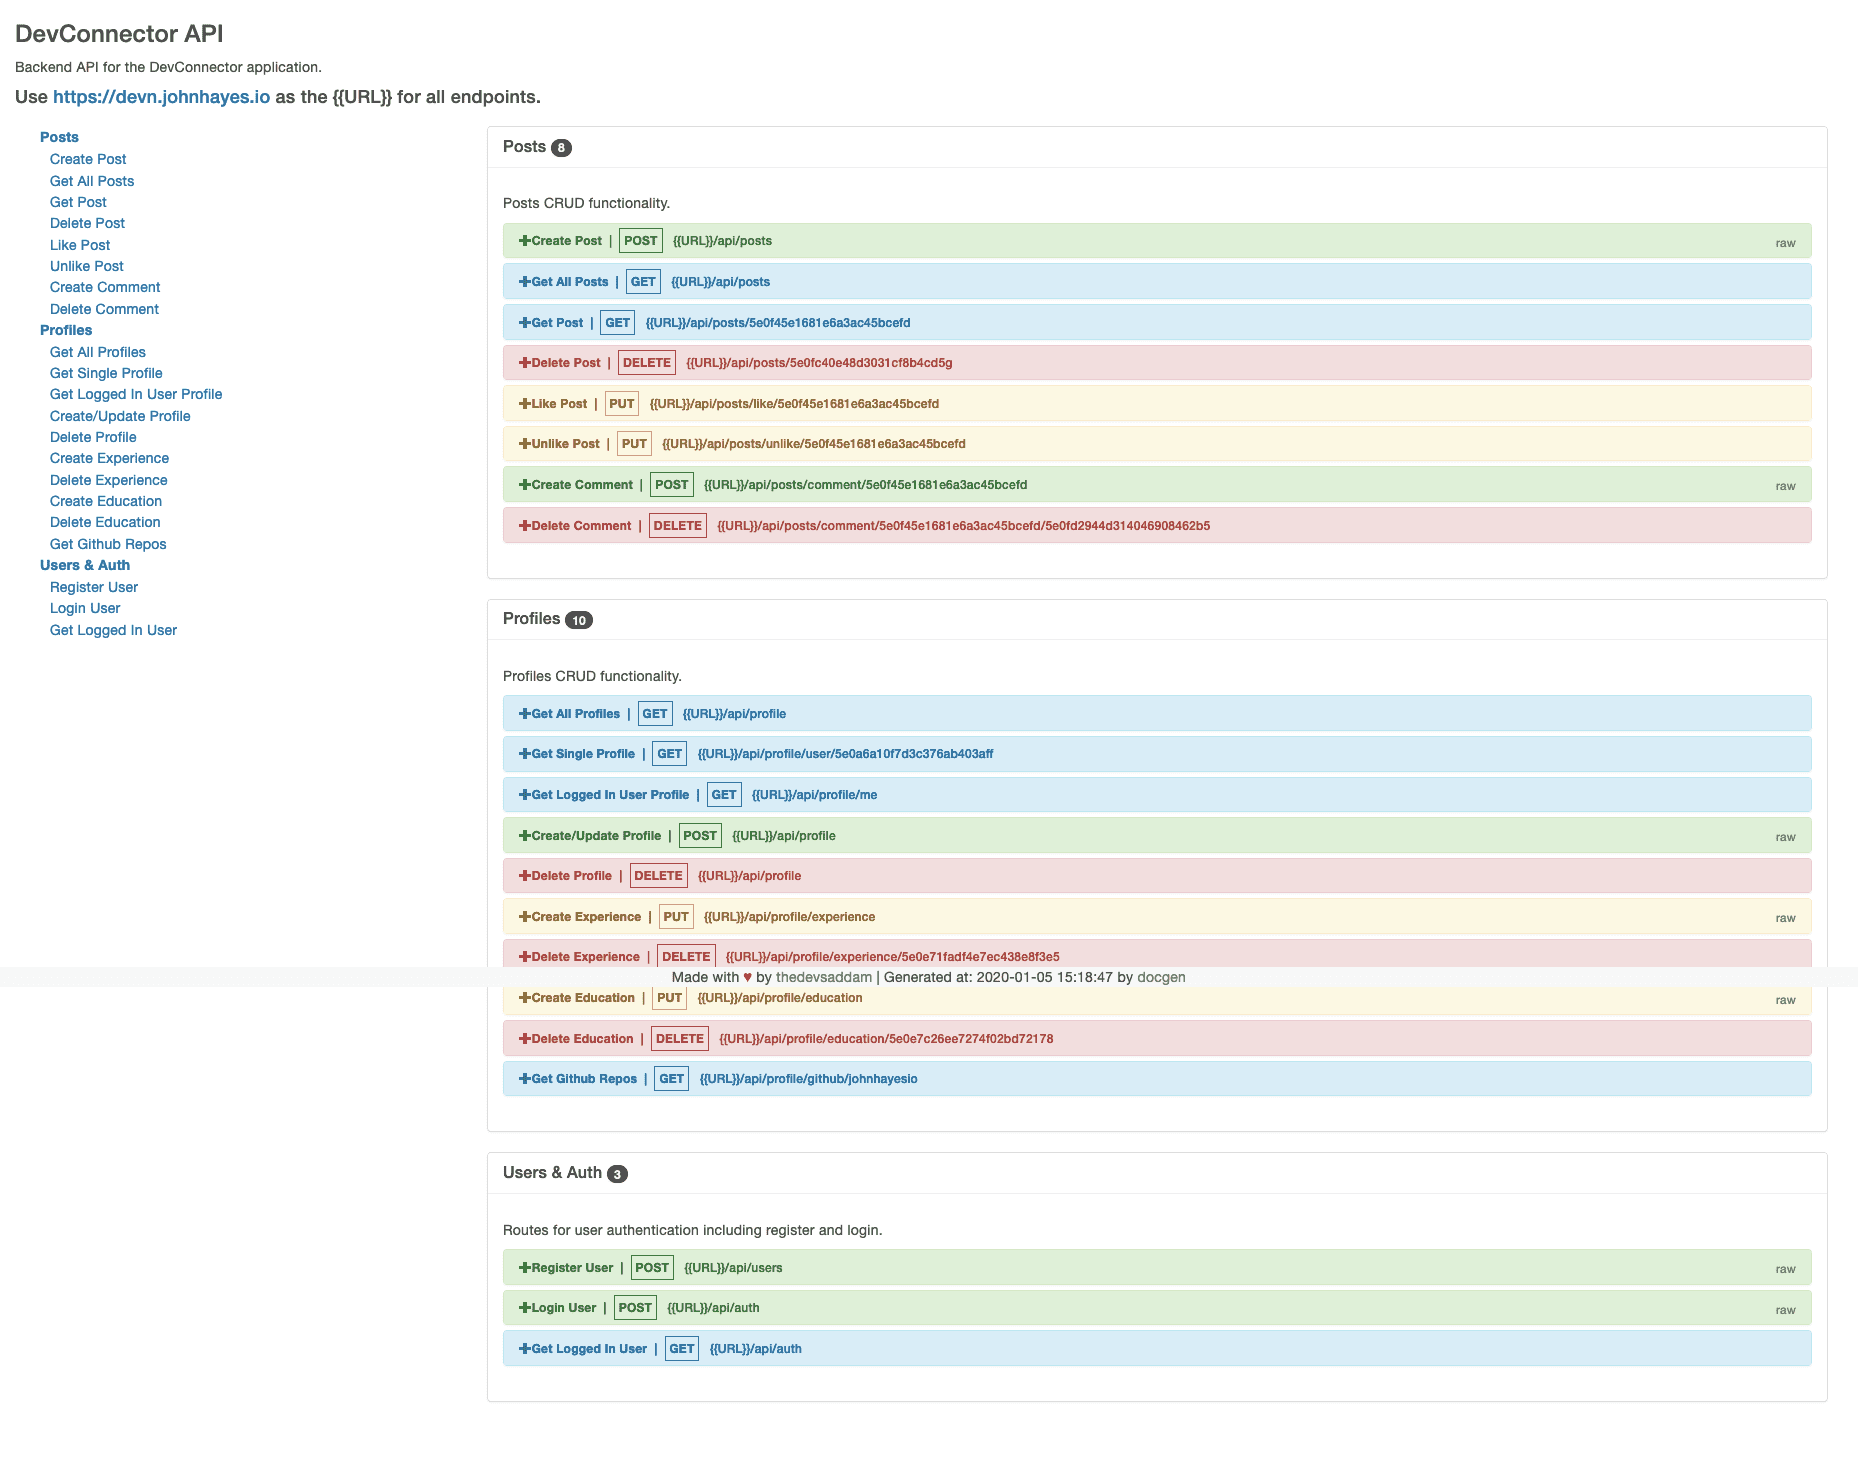 DevConnector API
Backend API for the DevConnector application.
Use https://devn.johnhayes.io as the {{URL}} for all endpoints.
Posts
Create Post
Get All Posts
Get Post
Delete Post
Like Post
Unlike Post
Create Comment
Delete Comment
Profiles
Get All Profiles
Get Single Profile
Get Logged In User Profile
Create/Update Profile
Delete Profile
Create Experience
Delete Experience
Create Education
Delete Education
Get Github Repos
Users & Auth
Register User
Login User
Get Logged In User
Posts 8
Posts CRUD functionality.
+Create Post | POST {{URL}}/api/posts raw
+Get All Posts | GET {{URL}}/api/posts
+Get Post | GET {{URL}}/api/posts/5e0f45e1681e6a3ac45bcefd
+Delete Post | DELETE {{URL}}/api/posts/5e0fc40e48d3031cf8b4cd5g
+Like Post | PUT {{URL}}/api/posts/like/5e0f45e1681e6a3ac45bcefd
+Unlike Post | PUT {{URL}}/api/posts/unlike/5e0f45e1681e6a3ac45bcefd
+Create Comment | POST {{URL}}/api/posts/comment/5e0f45e1681e6a3ac45bcefd raw
+Delete Comment | DELETE {{URL}}/api/posts/comment/5e0f45e1681e6a3ac45bcefd/5e0fd2944d314046908462b5
Profiles 10
Profiles CRUD functionality.
+Get All Profiles | GET {{URL}}/api/profile
+Get Single Profile | GET {{URL}}/api/profile/user/5e0a6a10f7d3c376ab403aff
+Get Logged In User Profile | GET {{URL}}/api/profile/me
+Create/Update Profile | POST {{URL}}/api/profile raw
+Delete Profile | DELETE {{URL}}/api/profile
+Create Experience | PUT {{URL}}/api/profile/experience raw
+Delete Experience | DELETE {{URL}}/api/profile/experience/5e0e71fadf4e7ec438e8f3e5
Made with ♥ by thedevsaddam | Generated at: 2020-01-05 15:18:47 by docgen
+Create Education | PUT {{URL}}/api/profile/education raw
+Delete Education | DELETE {{URL}}/api/profile/education/5e0e7c26ee7274f02bd72178
+Get Github Repos | GET {{URL}}/api/profile/github/johnhayesio
Users & Auth 3
Routes for user authentication including register and login.
+Register User | POST {{URL}}/api/users raw
+Login User | POST {{URL}}/api/auth raw
+Get Logged In User | GET {{URL}}/api/auth